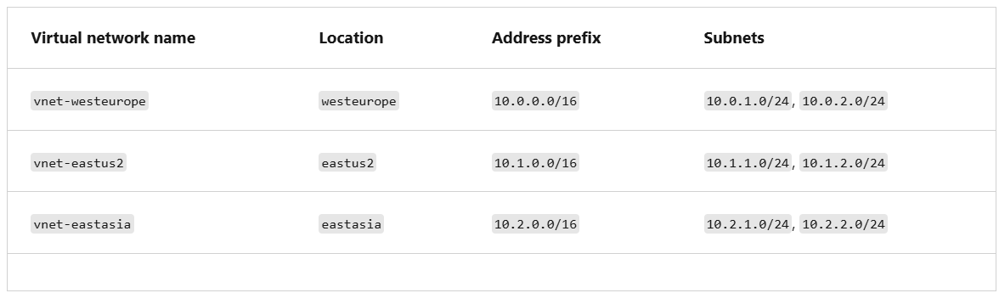 Virtual network name Location Address prefix Subnets
vnet-westeurope westeurope 10.0.0.0/16 10.0.1.0/24, 10.0.2.0/24
vnet-eastus2 eastus2 10.1.0.0/16 10.1.1.0/24, 10.1.2.0/24
vnet-eastasia eastasia 10.2.0.0/16 10.2.1.0/24, 10.2.2.0/24